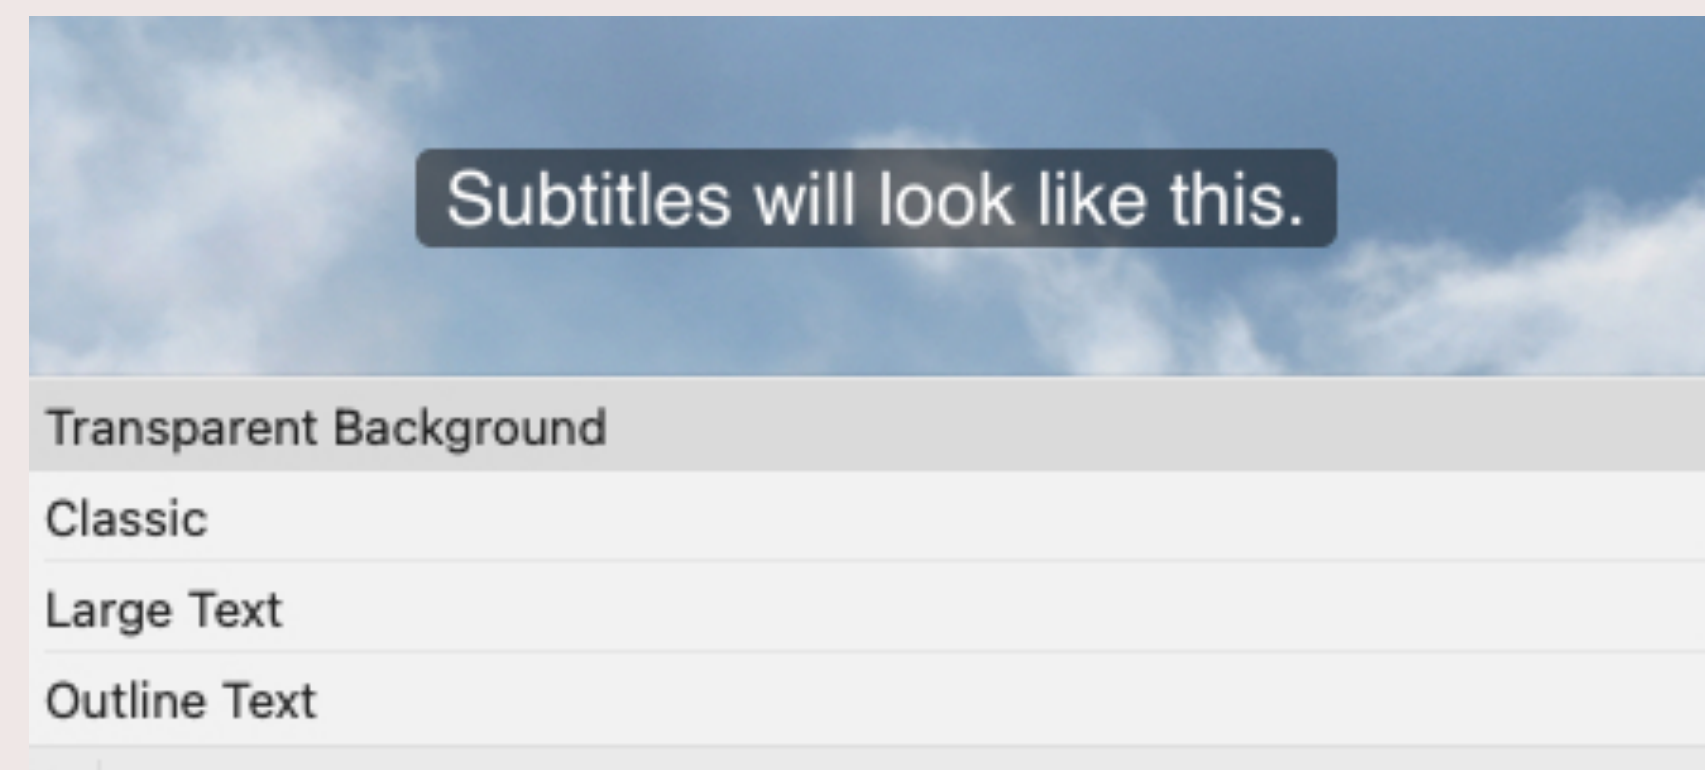 Subtitles will look like this.
Transparent Background
Classic
Large Text
Outline Text